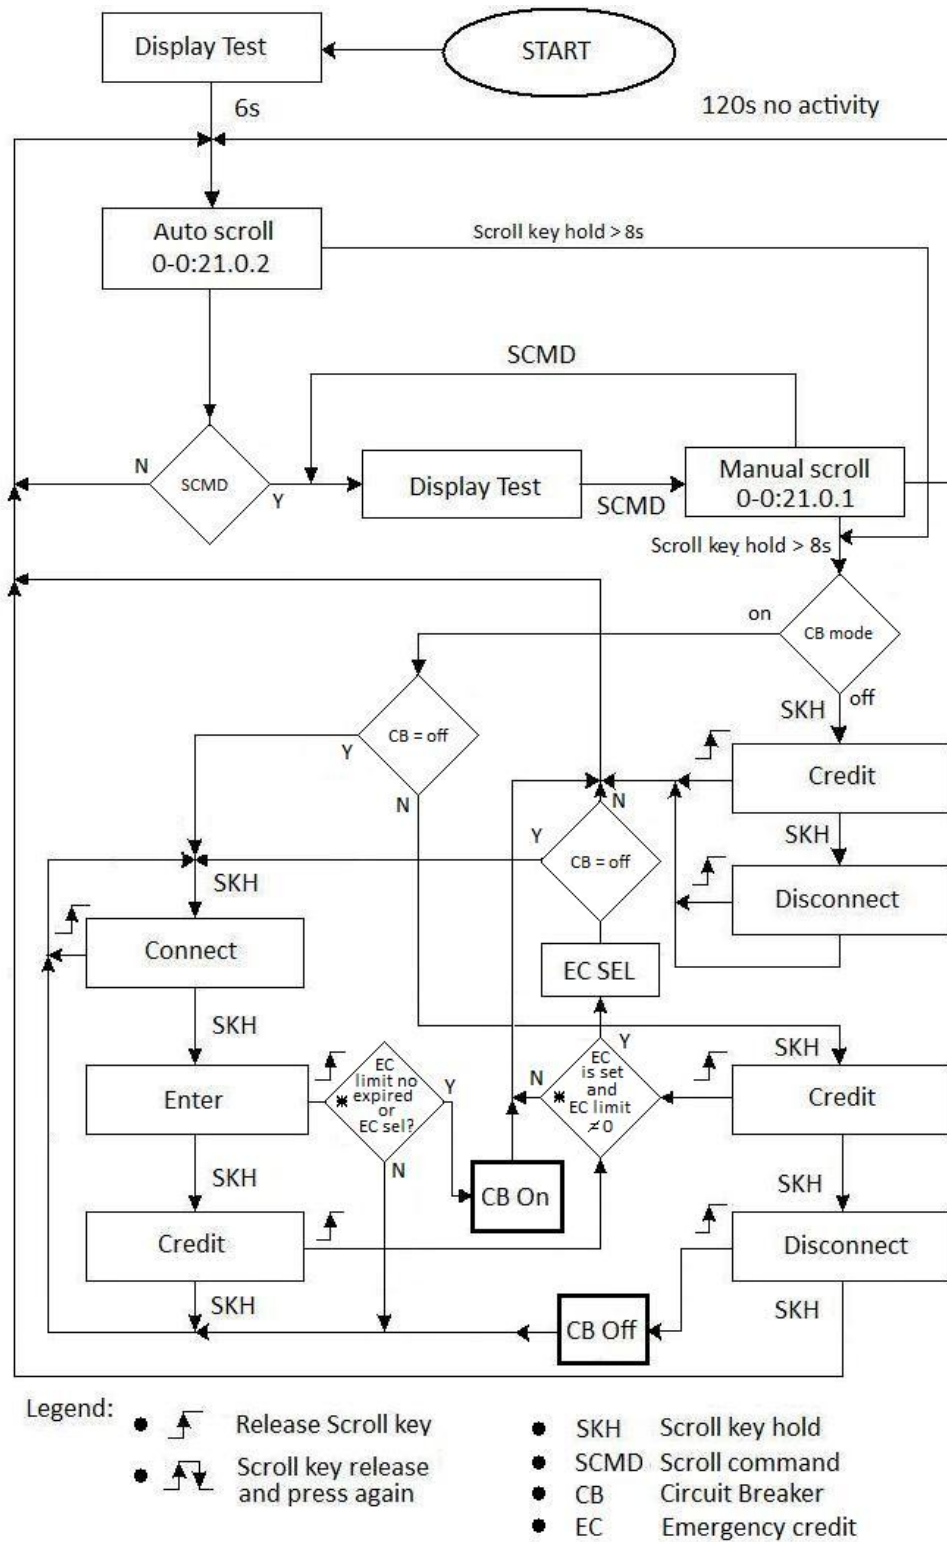 START
Display Test
6s
120s no activity
Auto scroll
0-0:21.0.2
Scroll key hold > 8s
SCMD
N
SCMD
Y
Display Test
SCMD
Manual scroll
0-0:21.0.1
Scroll key hold > 8s
on
CB mode
off
SKH
CB = off
Y
N
Credit
SKH
Disconnect
N
Y
CB = off
SKH
Connect
SKH
EC SEL
Y
EC
is set
and
* EC limit
≠0
N
SKH
Credit
Enter
EC
limit no
* expired
or
EC sel?
Y
N
SKH
CB On
SKH
Credit
Disconnect
SKH
CB Off
SKH
Legend:
Release Scroll key
Scroll key release
and press again
SKH Scroll key hold
SCMD Scroll command
CB Circuit Breaker
EC Emergency credit